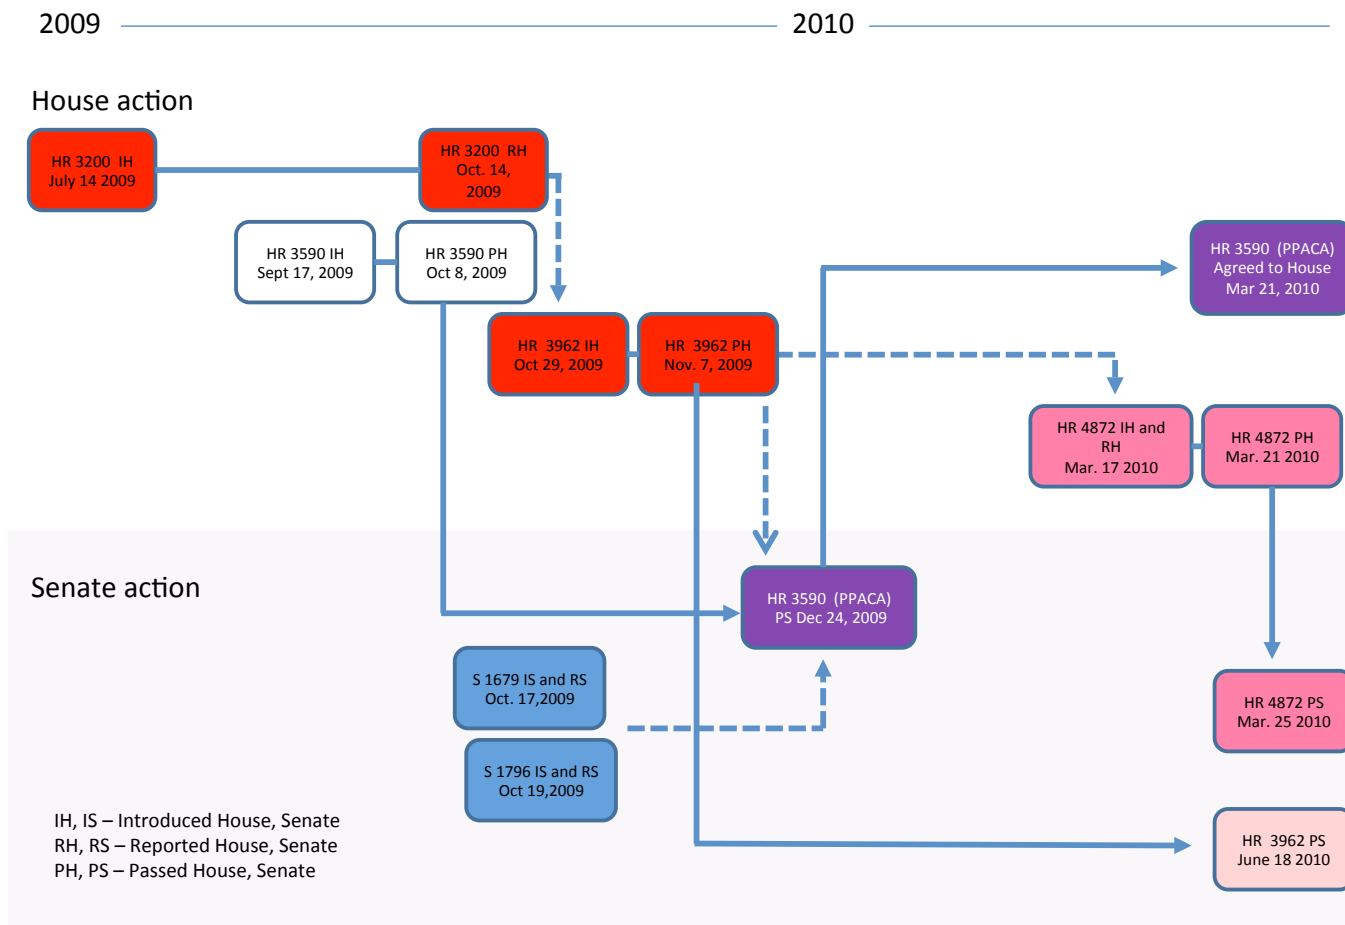 2009
2010
House action
HR 3200  IH
July 14 2009
HR 3200  RH
Oct. 14,
2009
HR 3590 IH
Sept 17, 2009
HR 3590 PH
Oct 8, 2009
HR 3590  (PPACA)
Agreed to House
Mar 21, 2010
HR  3962 IH
Oct 29, 2009
HR  3962 PH
Nov. 7, 2009
HR 4872 IH and
RH
Mar. 17 2010
HR 4872 PH
Mar. 21 2010
Senate action
HR 3590  (PPACA)
PS Dec 24, 2009
S 1679 IS and RS
Oct. 17,2009
HR 4872 PS
Mar. 25 2010
S 1796 IS and RS
Oct 19,2009
IH, IS – Introduced House, Senate
RH, RS – Reported House, Senate
PH, PS – Passed House, Senate
HR  3962 PS
June 18 2010